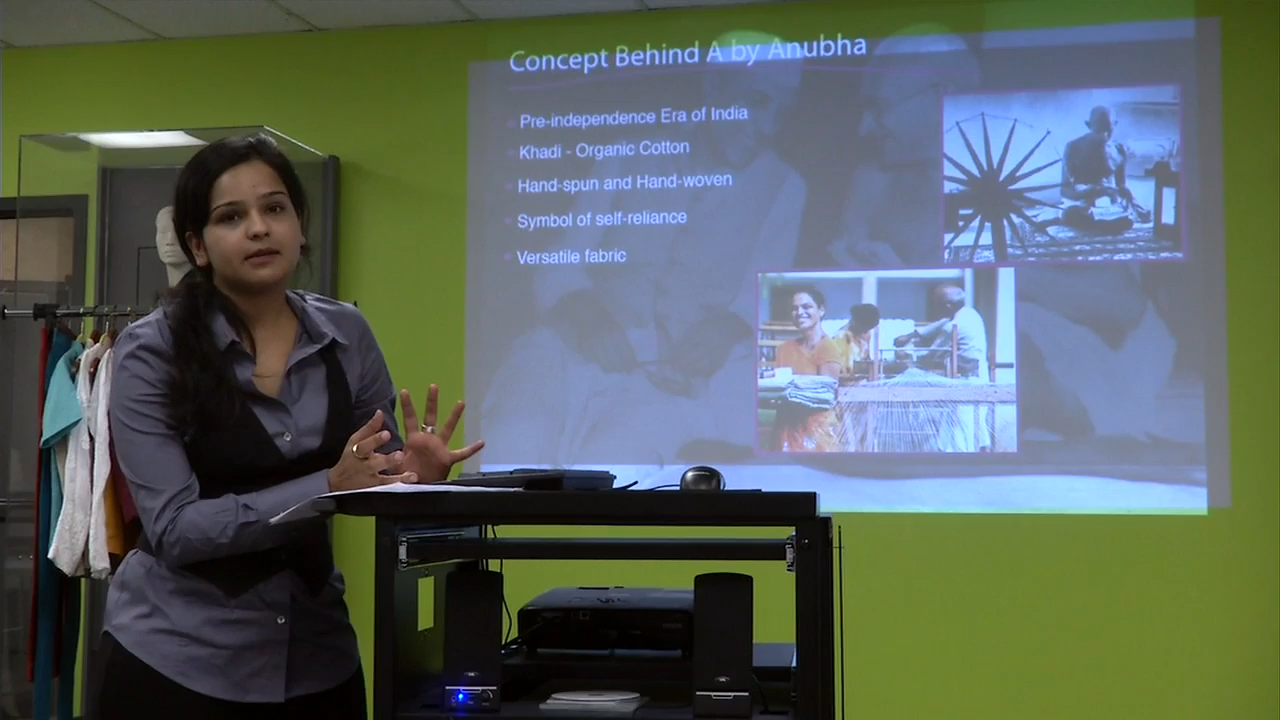 Concept Behind A by Anubha
Pre-independence Era of India
Khadi - Organic Cotton
Hand-spun and Hand-woven
Symbol of self-reliance
Versatile fabric